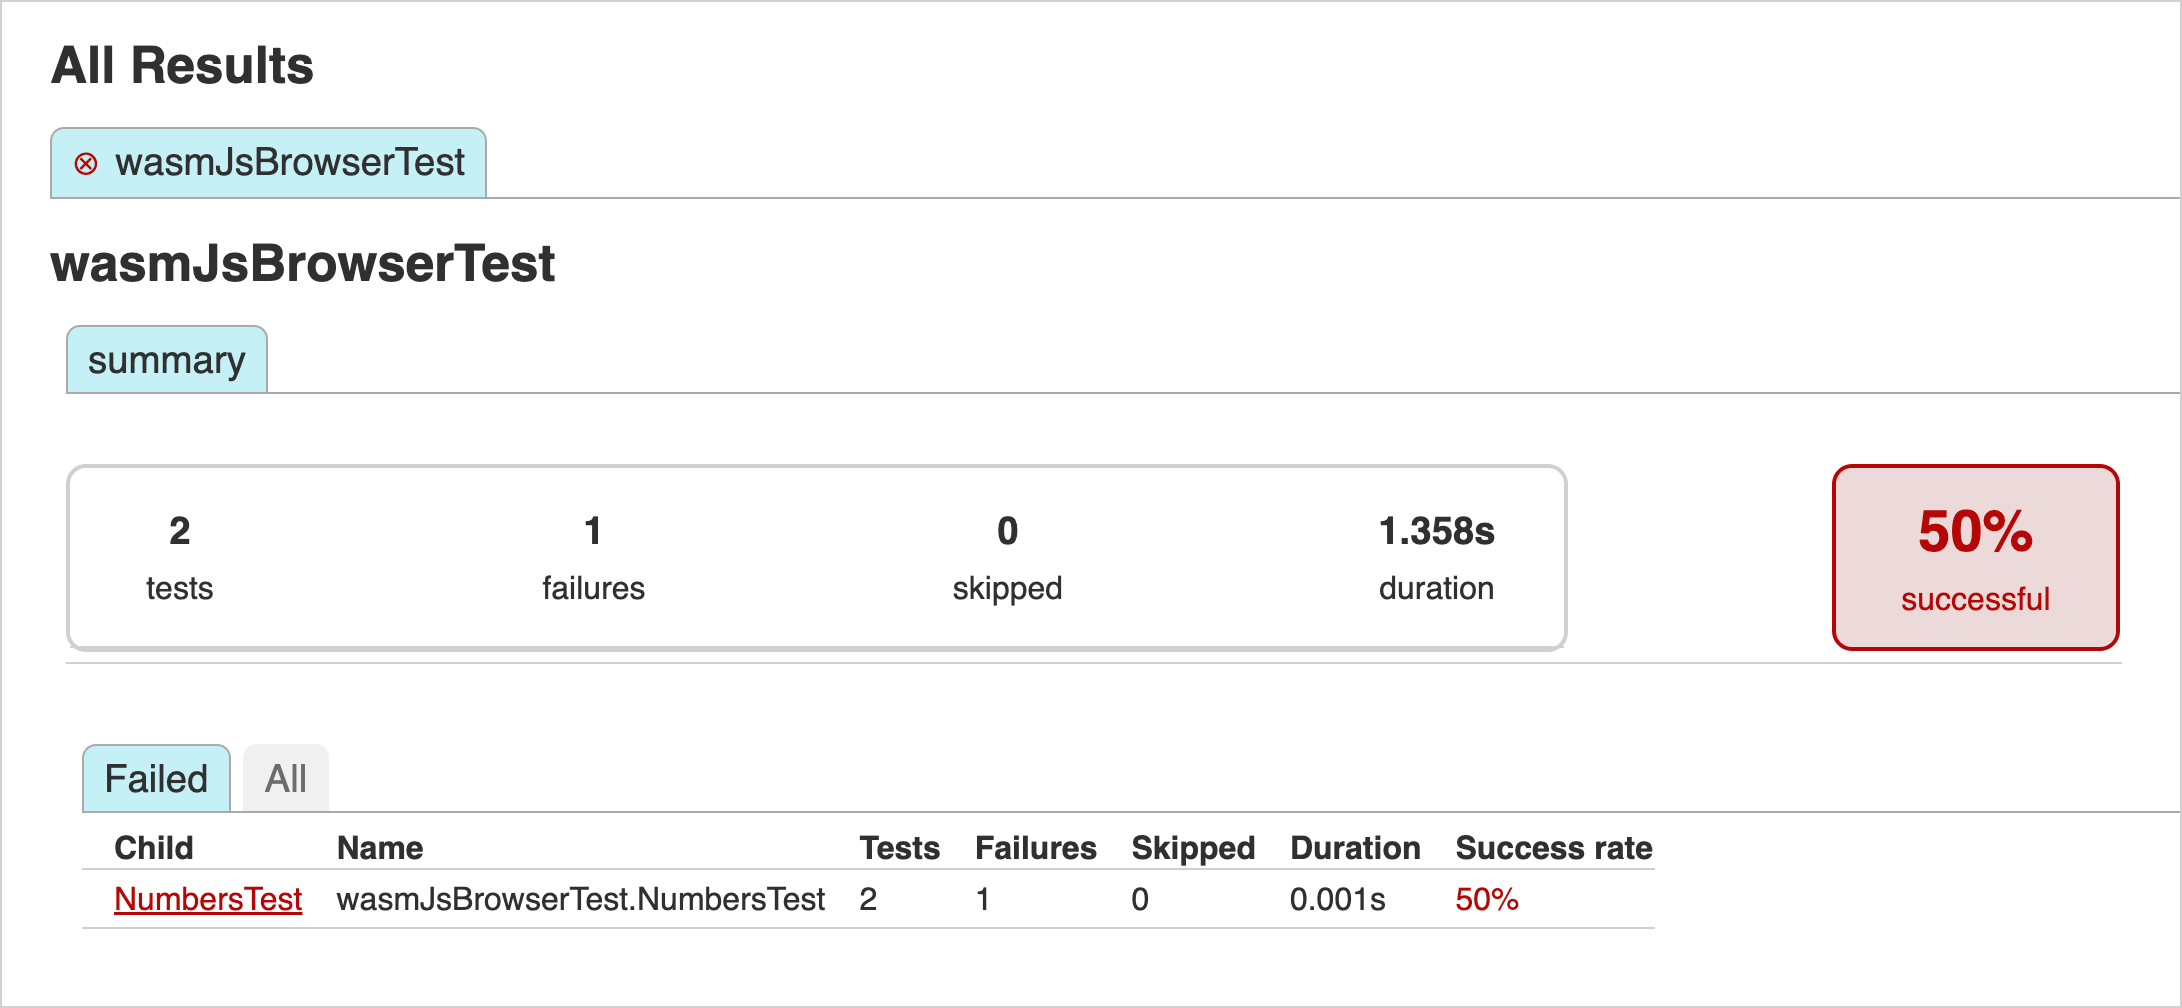 All Results
wasmJsBrowserTest
wasmJsBrowserTest
summary
2 1 0 1.358s 50%
tests failures skipped duration successful
Failed All
Child Name Tests Failures Skipped Duration Success rate
NumbersTest wasmJsBrowserTest.NumbersTest 2 1 0 0.001s 50%